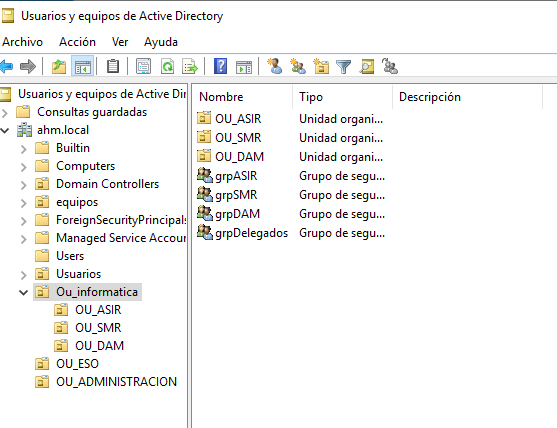 Usuarios y equipos de Active Directory
Archivo Acción Ver Ayuda
Usuarios y equipos de Active Direc
Consultas guardadas
ahm.local
Builtin
Computers
Domain Controllers
equipos
ForeignSecurityPrincipals
Managed Service Accour
Users
Usuarios
Ou_informatica
OU_ASIR
OU_SMR
OU_DAM
OU_ESO
OU_ADMINISTRACION
Nombre Tipo Descripción
OU_ASIR Unidad organi...
OU_SMR Unidad organi...
OU_DAM Unidad organi...
grpASIR Grupo de segu...
grpSMR Grupo de segu...
grpDAM Grupo de segu...
grpDelegados Grupo de segu...